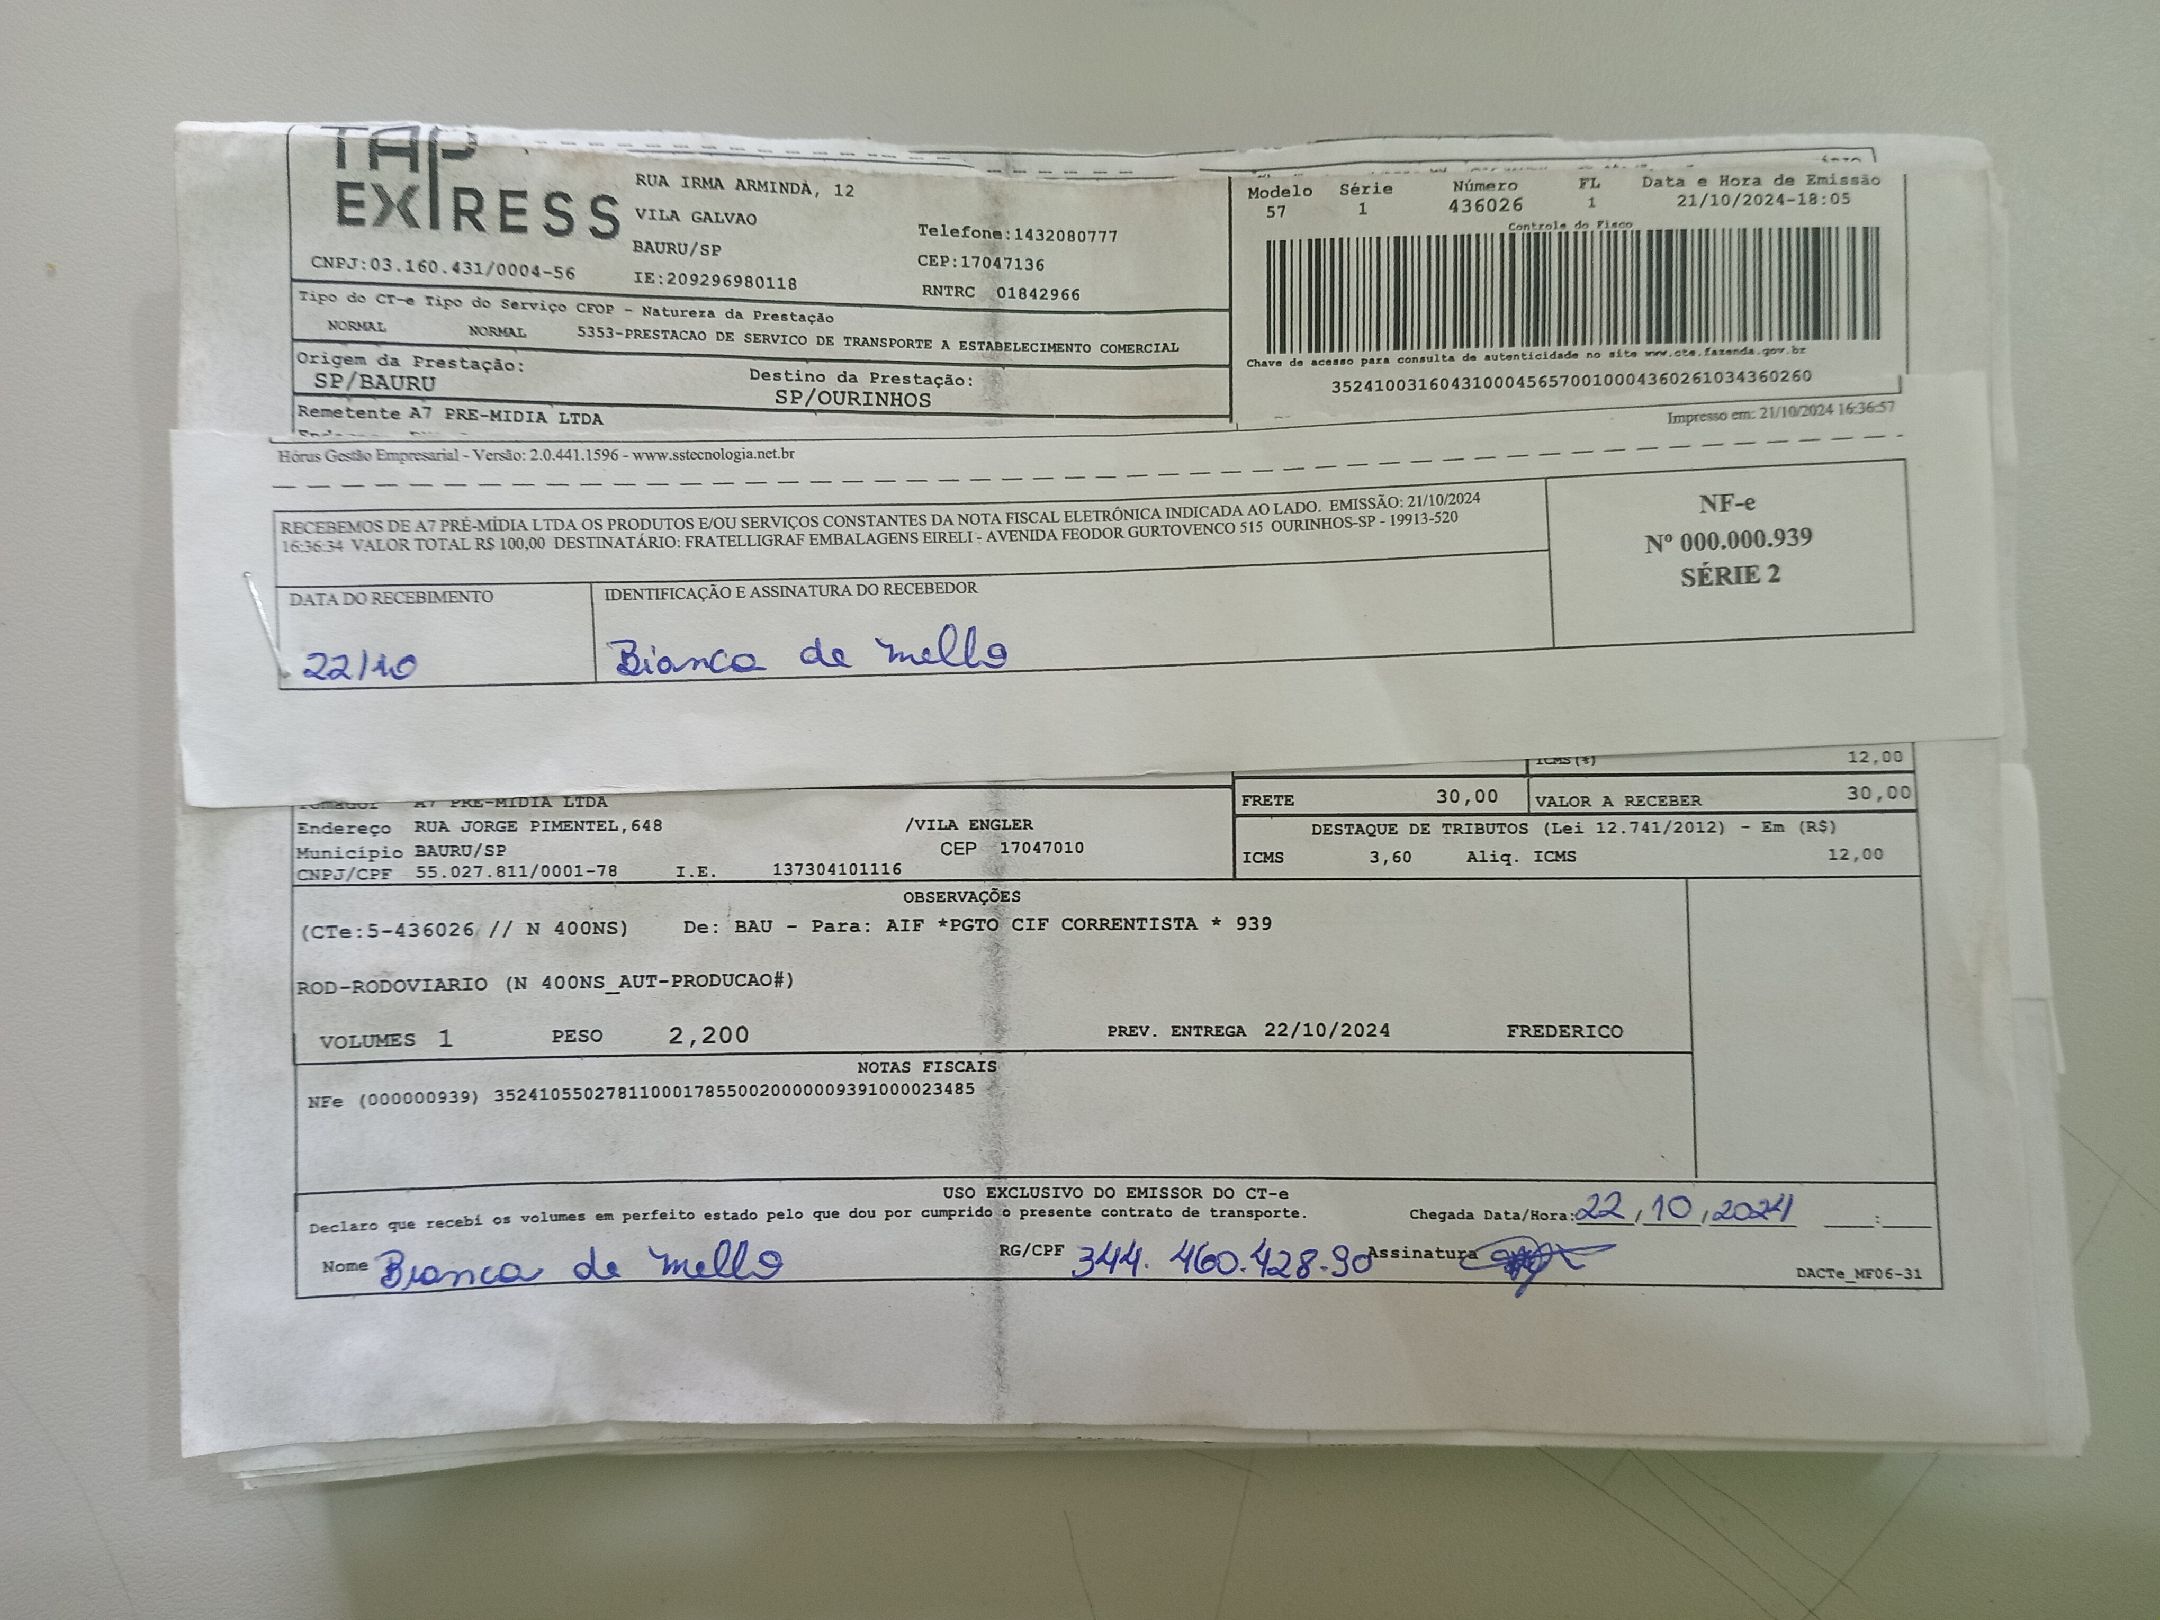 TAP
EXPRESS
RUA IRMA ARMINDA, 12
VILA GALVAO
BAURU/SP
IE:209296980118
CNPJ:03.160.431/0004-56
Telefone:1432080777
CEP:17047136
RNTRC 01842966
Modelo Série Número FL Data e Hora de Emissão
57 1 436026 1 21/10/2024-18:05
Controle do Fisco
Chave de acesso para consulta de autenticidade no site www.cte.fazenda.gov.br
35241003160431000456570010004360261034360260
Tipo do CT-e Tipo do Serviço CFOP - Natureza da Prestação
NORMAL NORMAL 5353-PRESTACAO DE SERVICO DE TRANSPORTE A ESTABELECIMENTO COMERCIAL
Origem da Prestação: Destino da Prestação:
SP/BAURU SP/OURINHOS
Remetente A7 PRE-MIDIA LTDA
Impresso em: 21/10/2024 16:36:57
Hórus Gestão Empresarial - Versão: 2.0.441.1596 - www.sstecnologia.net.br
RECEBEMOS DE A7 PRÉ-MÍDIA LTDA OS PRODUTOS E/OU SERVIÇOS CONSTANTES DA NOTA FISCAL ELETRÔNICA INDICADA AO LADO. EMISSÃO: 21/10/2024
16:36:34 VALOR TOTAL R$ 100,00 DESTINATÁRIO: FRATELLIGRAF EMBALAGENS EIRELI - AVENIDA FEODOR GURTOVENCO 515 OURINHOS-SP - 19913-520
NF-e
Nº 000.000.939
SÉRIE 2
DATA DO RECEBIMENTO IDENTIFICAÇÃO E ASSINATURA DO RECEBEDOR
22/10 Bianca de Mello
ICMS(%) 12,00
Tomador A7 PRE-MIDIA LTDA
FRETE 30,00 VALOR A RECEBER 30,00
Endereço RUA JORGE PIMENTEL,648 /VILA ENGLER
DESTAQUE DE TRIBUTOS (Lei 12.741/2012) - Em (R$)
Município BAURU/SP CEP 17047010
ICMS 3,60 Aliq. ICMS 12,00
CNPJ/CPF 55.027.811/0001-78 I.E. 137304101116
OBSERVAÇÕES
(CTe:5-436026 // N 400NS) De: BAU - Para: AIF *PGTO CIF CORRENTISTA * 939
ROD-RODOVIARIO (N 400NS_AUT-PRODUCAO#)
VOLUMES 1 PESO 2,200 PREV. ENTREGA 22/10/2024 FREDERICO
NOTAS FISCAIS
NFe (000000939) 35241055027811000178550020000009391000023485
USO EXCLUSIVO DO EMISSOR DO CT-e
Declaro que recebi os volumes em perfeito estado pelo que dou por cumprido o presente contrato de transporte. Chegada Data/Hora: 22,10,2024 ____:____
Nome Bianca de Mello RG/CPF 344.460.428.90 Assinatura
DACTe_MF06-31